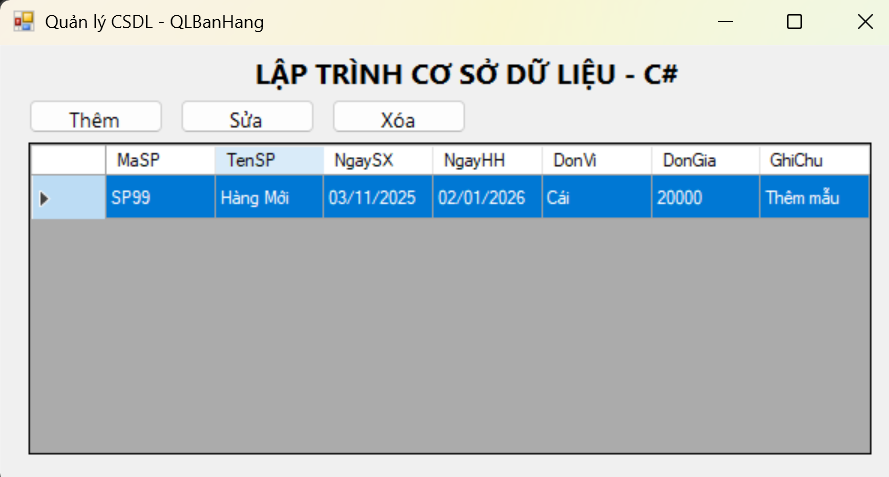 Quản lý CSDL - QLBanHang
LẬP TRÌNH CƠ SỞ DỮ LIỆU - C#
Thêm Sửa Xóa
MaSP TenSP NgaySX NgayHH DonVi DonGia GhiChu
SP99 Hàng Mới 03/11/2025 02/01/2026 Cái 20000 Thêm mẫu